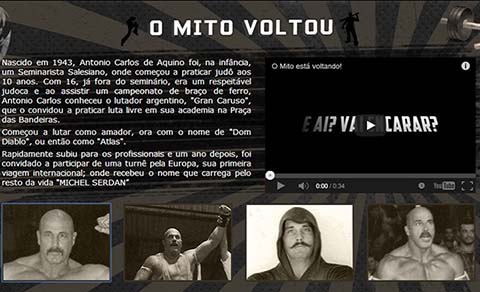 O MITO VOLTOU
Nascido em 1943, Antonio Carlos de Aquino foi, na infância,
um Seminarista Salesiano, onde começou a praticar judô aos
10 anos. Com 16, já fora do seminário, era um respeitável
judoca e ao assistir um campeonato de braço de ferro,
Antonio Carlos conheceu o lutador argentino, "Gran Caruso",
que o convidou a praticar luta livre em sua academia na Praça
das Bandeiras.
Começou a lutar como amador, ora com o nome de "Dom
Diablo", ou então como "Atlas".
Rapidamente subiu para os profissionais e um ano depois, foi
convidado a participar de uma turnê pela Europa, sua primeira
viagem internacional; onde recebeu o nome que carrega pelo
resto da vida "MICHEL SERDAN"
O Mito está voltando!
E AI? CARAR?
0:00 / 0:34
YouTube